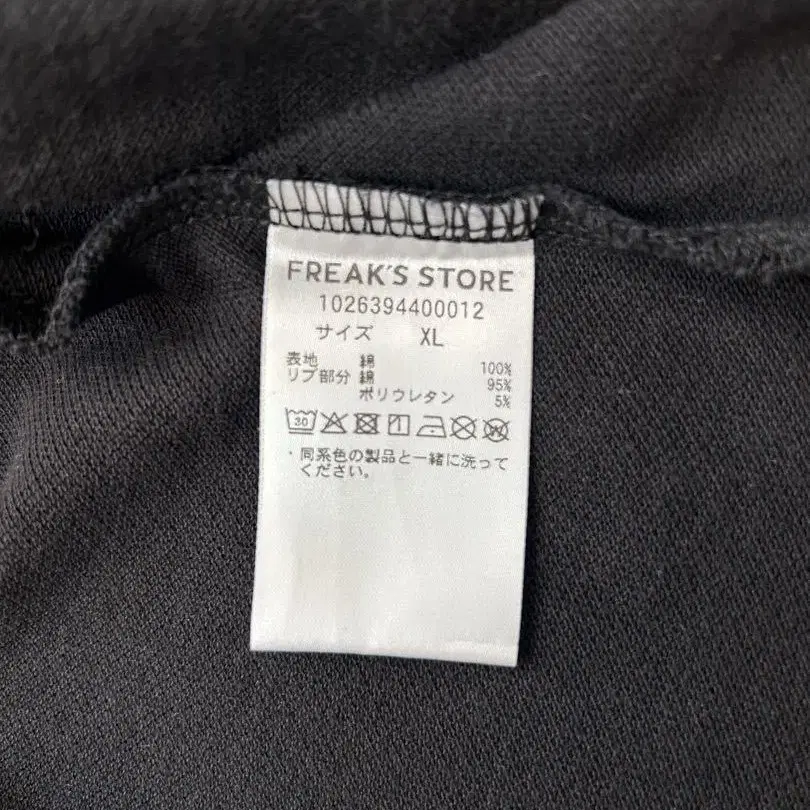 FREAK'S STORE
1026394400012
サイズ XL
表地 綿 100%
リブ部分 綿 95%
ポリウレタン 5%
30
・同系色の製品と一緒に洗って
ください。